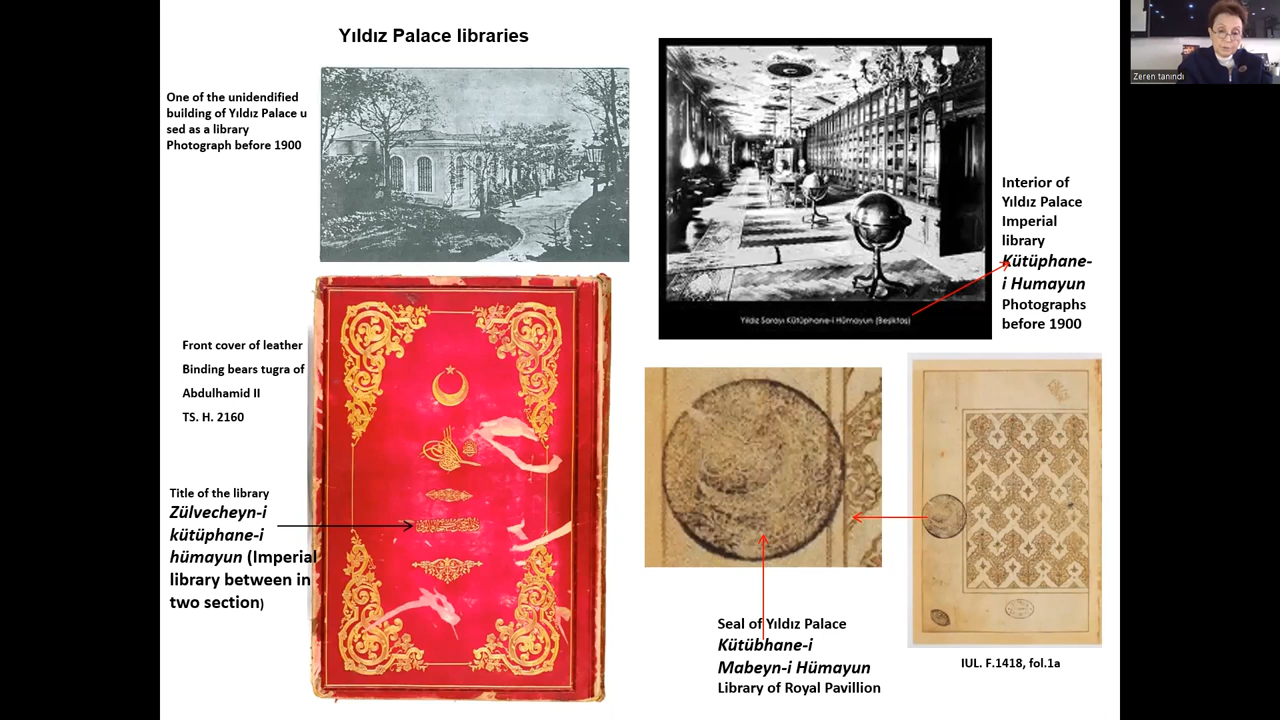 Yıldız Palace libraries
One of the unidendified
building of Yıldız Palace u
sed as a library
Photograph before 1900
Yıldız Sarayı Kütüphane-i Hümayun (Beşiktaş)
Interior of
Yıldız Palace
Imperial
library
Kütüphane-
i Humayun
Photographs
before 1900
Front cover of leather
Binding bears tugra of
Abdulhamid II
TS. H. 2160
Title of the library
Zülvecheyn-i
kütüphane-i
hümayun (Imperial
library between in
two section)
Seal of Yıldız Palace
Kütübhane-i
Mabeyn-i Hümayun
Library of Royal Pavillion
IUL. F.1418, fol.1a
Zeren tanındı